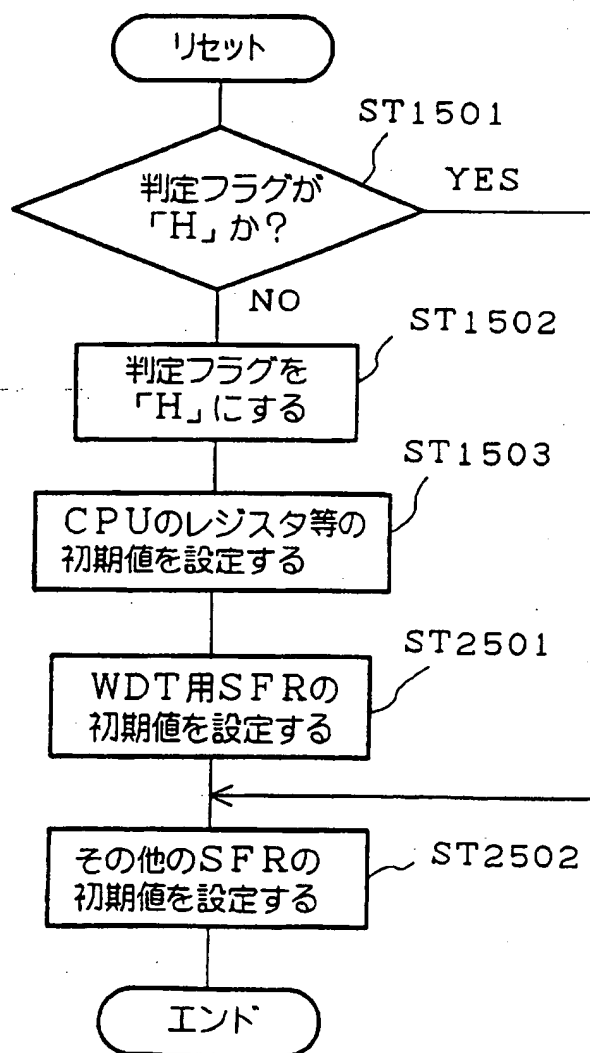 リセット
ST1501
判定フラグが
「H」か？
YES
NO
ST1502
判定フラグを
「H」にする
ST1503
CPUのレジスタ等の
初期値を設定する
ST2501
WDT用SFRの
初期値を設定する
その他のSFRの
初期値を設定する
ST2502
エンド